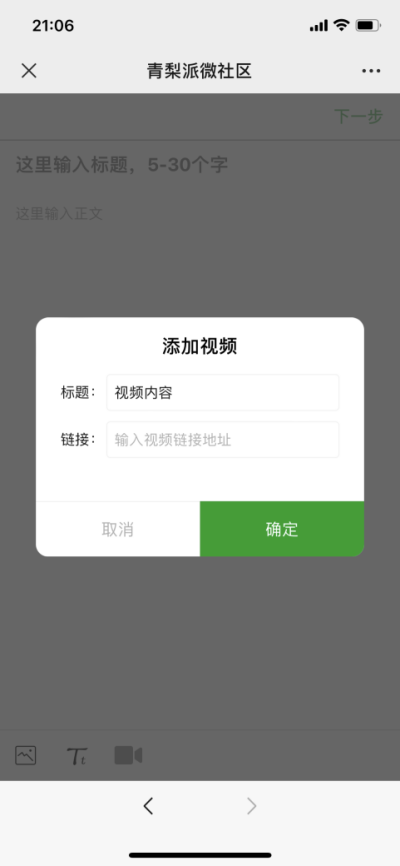 21:06
青梨派微社区
下一步
这里输入标题，5-30个字
这里输入正文
添加视频
标题： 视频内容
链接： 输入视频链接地址
取消 确定
Tt